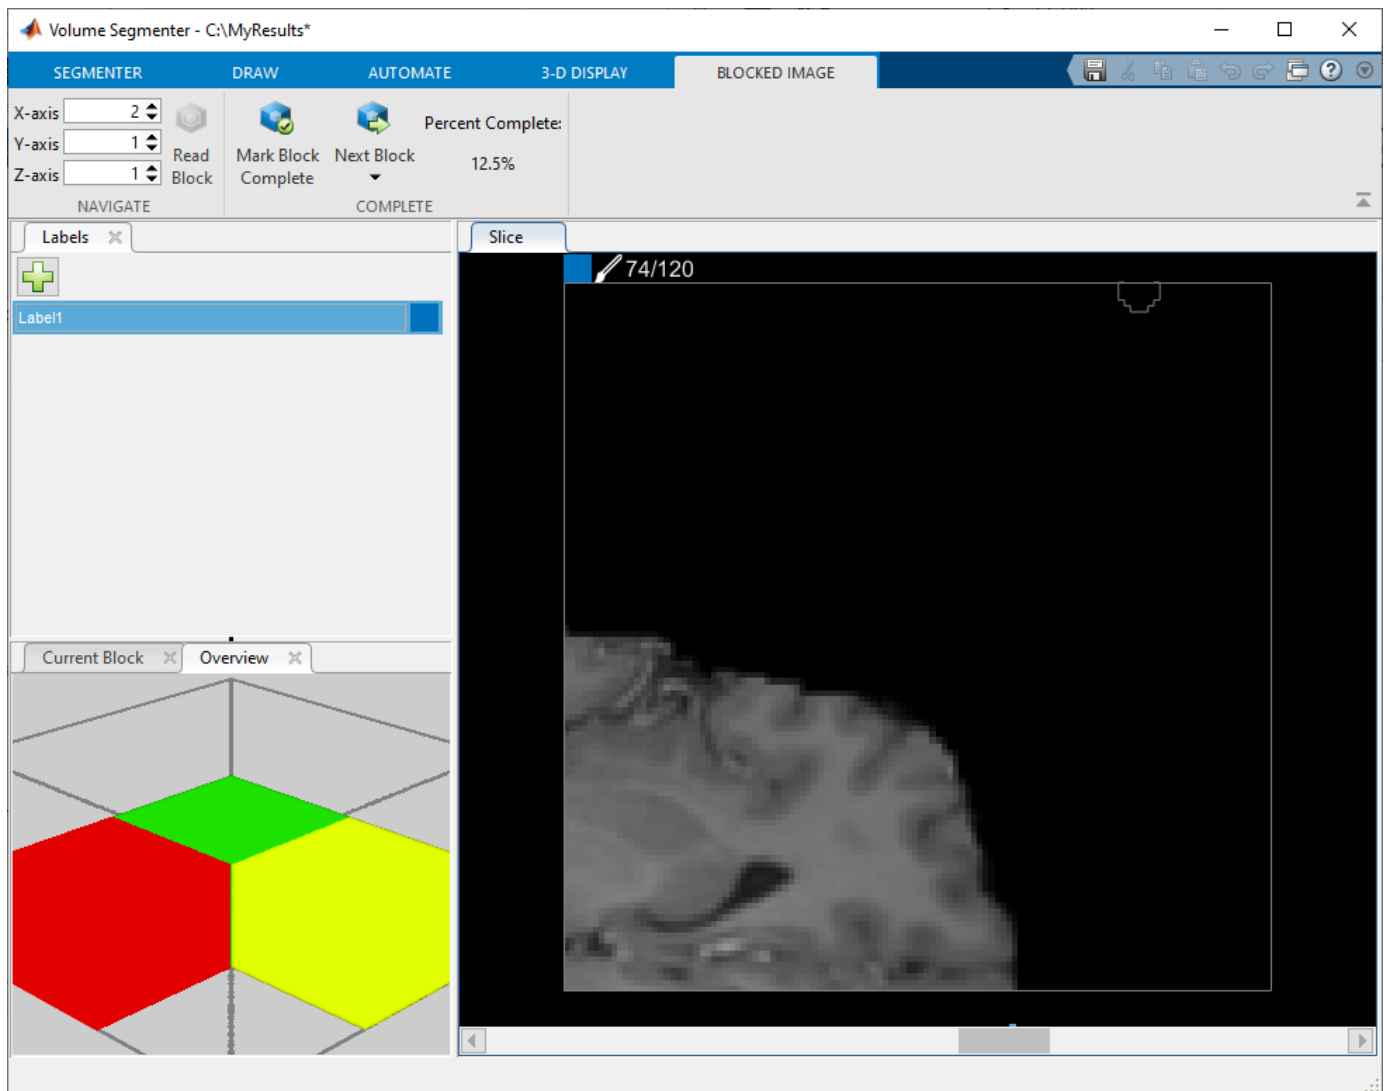 Volume Segmenter - C:\MyResults*
SEGMENTER DRAW AUTOMATE 3-D DISPLAY BLOCKED IMAGE
X-axis 2
Y-axis 1
Z-axis 1
Read
Block
NAVIGATE
Mark Block
Complete
Next Block
Percent Complete:
12.5%
COMPLETE
Labels
Label1
Current Block Overview
Slice
74/120